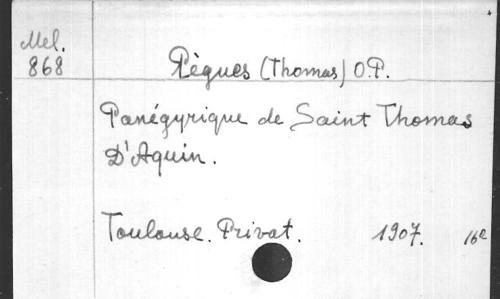 Mel.
868
Pègues (Thomas) O.P.
Panégyrique de Saint Thomas
D'Aquin.
Toulouse. Privat. 1907. 16e